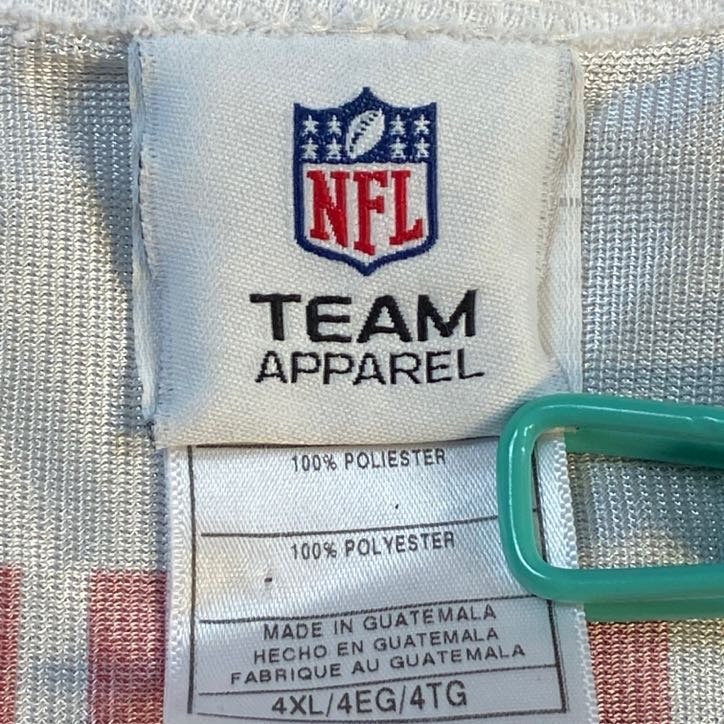 NFL
TEAM
APPAREL
100% POLIESTER
100% POLYESTER
MADE IN GUATEMALA
HECHO EN GUATEMALA
FABRIQUE AU GUATEMALA
4XL/4EG/4TG